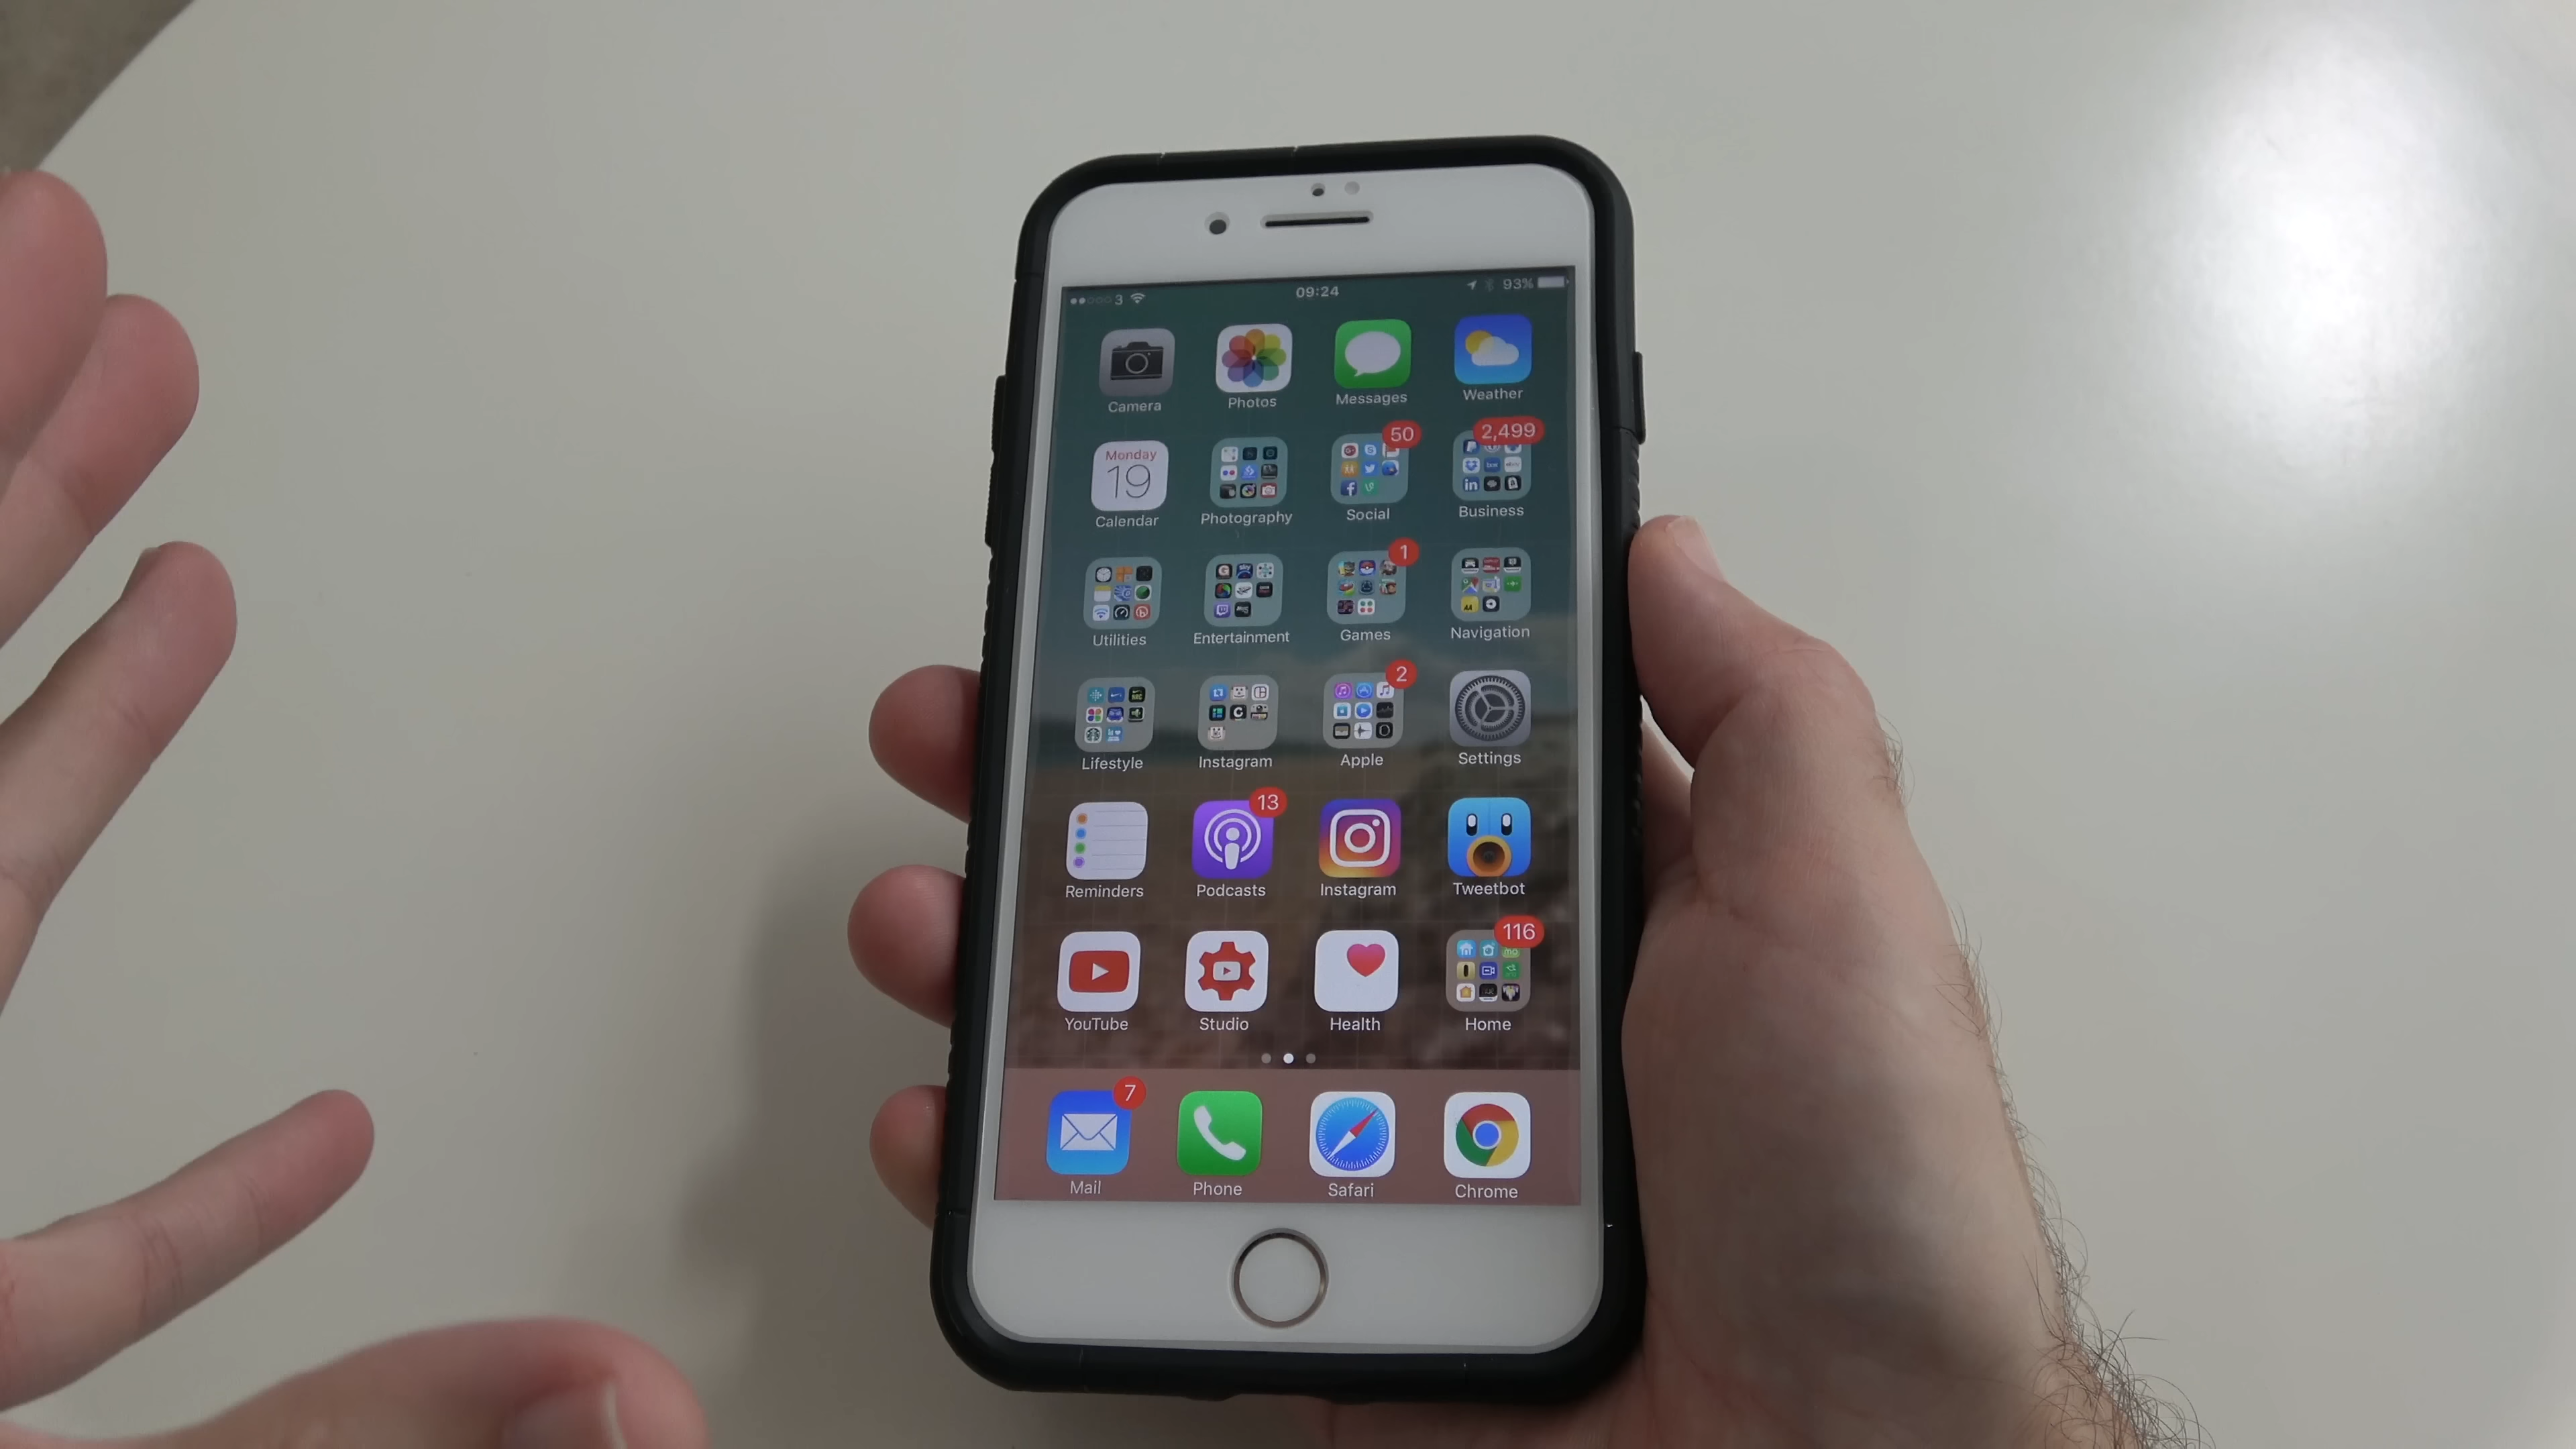 3 09:24 93%
Camera Photos Messages Weather
50 2,499
Monday
19
Calendar Photography Social Business
1
Utilities Entertainment Games Navigation
2
Lifestyle Instagram Apple Settings
13
Reminders Podcasts Instagram Tweetbot
116
YouTube Studio Health Home
7
Mail Phone Safari Chrome